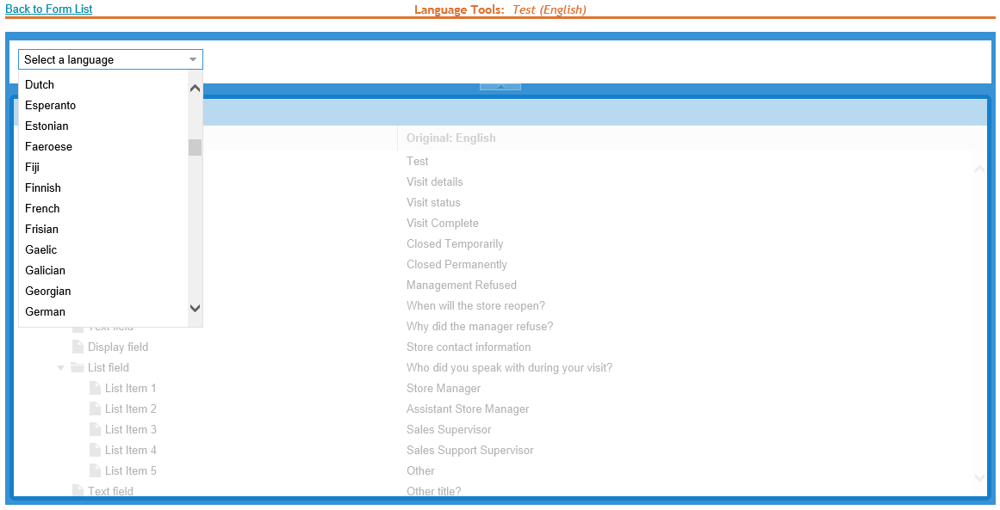 Back to Form List
Language Tools: Test (English)
Select a language
Dutch
Esperanto
Estonian
Faeroese
Fiji
Finnish
French
Frisian
Gaelic
Galician
Georgian
German
Original: English
Test
Visit details
Visit status
Visit Complete
Closed Temporarily
Closed Permanently
Management Refused
When will the store reopen?
Text field Why did the manager refuse?
Display field Store contact information
List field Who did you speak with during your visit?
List Item 1 Store Manager
List Item 2 Assistant Store Manager
List Item 3 Sales Supervisor
List Item 4 Sales Support Supervisor
List Item 5 Other
Text field Other title?